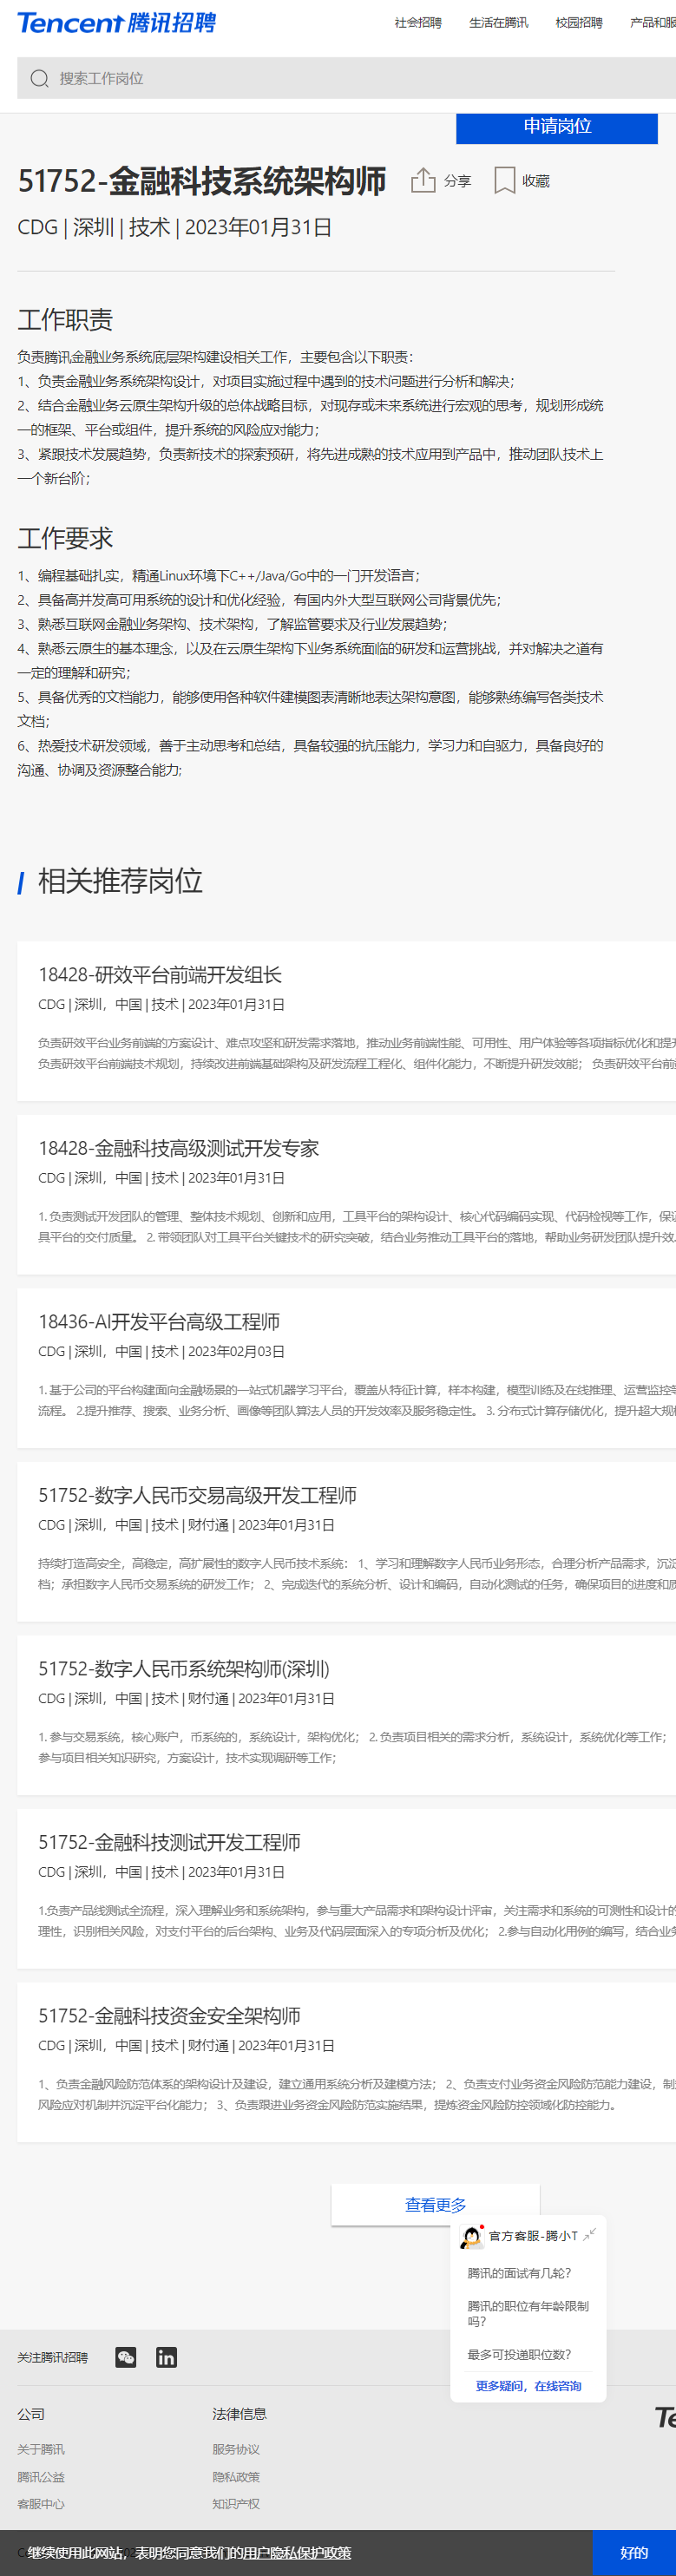 Tencent 腾讯招聘
社会招聘 生活在腾讯 校园招聘 产品和服
搜索工作岗位
申请岗位
51752-金融科技系统架构师 分享 收藏
CDG | 深圳 | 技术 | 2023年01月31日
工作职责
负责腾讯金融业务系统底层架构建设相关工作，主要包含以下职责：
1、负责金融业务系统架构设计，对项目实施过程中遇到的技术问题进行分析和解决；
2、结合金融业务云原生架构升级的总体战略目标，对现存或未来系统进行宏观的思考，规划形成统
一的框架、平台或组件，提升系统的风险应对能力；
3、紧跟技术发展趋势，负责新技术的探索预研，将先进成熟的技术应用到产品中，推动团队技术上
一个新台阶；
工作要求
1、编程基础扎实，精通Linux环境下C++/Java/Go中的一门开发语言；
2、具备高并发高可用系统的设计和优化经验，有国内外大型互联网公司背景优先；
3、熟悉互联网金融业务架构、技术架构，了解监管要求及行业发展趋势；
4、熟悉云原生的基本理念，以及在云原生架构下业务系统面临的研发和运营挑战，并对解决之道有
一定的理解和研究；
5、具备优秀的文档能力，能够使用各种软件建模图表清晰地表达架构意图，能够熟练编写各类技术
文档；
6、热爱技术研发领域，善于主动思考和总结，具备较强的抗压能力，学习力和自驱力，具备良好的
沟通、协调及资源整合能力;
相关推荐岗位
18428-研效平台前端开发组长
CDG | 深圳，中国 | 技术 | 2023年01月31日
负责研效平台业务前端的方案设计、难点攻坚和研发需求落地，推动业务前端性能、可用性、用户体验等各项指标优化和提升
负责研效平台前端技术规划，持续改进前端基础架构及研发流程工程化、组件化能力，不断提升研发效能； 负责研效平台前
18428-金融科技高级测试开发专家
CDG | 深圳，中国 | 技术 | 2023年01月31日
1. 负责测试开发团队的管理、整体技术规划、创新和应用，工具平台的架构设计、核心代码编码实现、代码检视等工作，保证
具平台的交付质量。 2. 带领团队对工具平台关键技术的研究突破，结合业务推动工具平台的落地，帮助业务研发团队提升效
18436-AI开发平台高级工程师
CDG | 深圳，中国 | 技术 | 2023年02月03日
1. 基于公司的平台构建面向金融场景的一站式机器学习平台，覆盖从特征计算，样本构建，模型训练及在线推理、运营监控等
流程。 2.提升推荐、搜索、业务分析、画像等团队算法人员的开发效率及服务稳定性。 3. 分布式计算存储优化，提升超大规模
51752-数字人民币交易高级开发工程师
CDG | 深圳，中国 | 技术 | 财付通 | 2023年01月31日
持续打造高安全，高稳定，高扩展性的数字人民币技术系统： 1、学习和理解数字人民币业务形态，合理分析产品需求，沉淀
档；承担数字人民币交易系统的研发工作； 2、完成迭代的系统分析、设计和编码，自动化测试的任务，确保项目的进度和质
51752-数字人民币系统架构师(深圳)
CDG | 深圳，中国 | 技术 | 财付通 | 2023年01月31日
1. 参与交易系统，核心账户，币系统的，系统设计，架构优化； 2. 负责项目相关的需求分析，系统设计，系统优化等工作；
参与项目相关知识研究，方案设计，技术实现调研等工作；
51752-金融科技测试开发工程师
CDG | 深圳，中国 | 技术 | 2023年01月31日
1.负责产品线测试全流程，深入理解业务和系统架构，参与重大产品需求和架构设计评审，关注需求和系统的可测性和设计的
理性，识别相关风险，对支付平台的后台架构、业务及代码层面深入的专项分析及优化； 2.参与自动化用例的编写，结合业务
51752-金融科技资金安全架构师
CDG | 深圳，中国 | 技术 | 财付通 | 2023年01月31日
1、负责金融风险防范体系的架构设计及建设，建立通用系统分析及建模方法； 2、负责支付业务资金风险防范能力建设，制
风险应对机制并沉淀平台化能力； 3、负责跟进业务资金风险防范实施结果，提炼资金风险防控领域化防控能力。
查看更多
官方客服-腾小T
腾讯的面试有几轮？
腾讯的职位有年龄限制
吗？
最多可投递职位数？
更多疑问，在线咨询
关注腾讯招聘
公司 法律信息
关于腾讯 服务协议
腾讯公益 隐私政策
客服中心 知识产权
继续使用此网站，表明您同意我们的用户隐私保护政策 好的